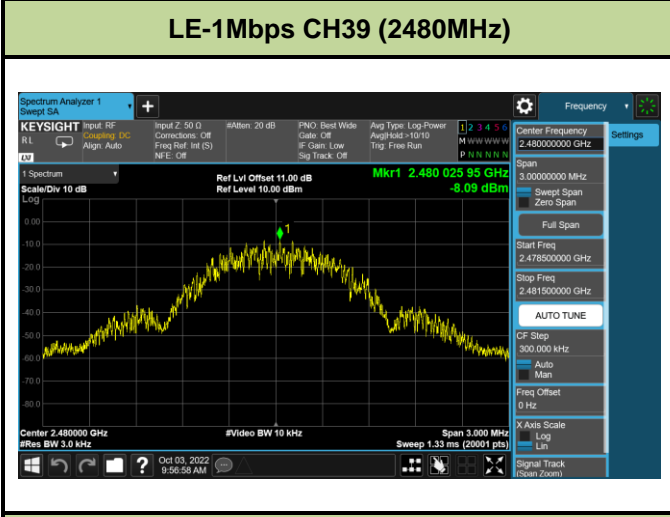 LE-1Mbps CH39 (2480MHz)
Spectrum Analyzer 1
Swept SA
Frequency
KEYSIGHT
R L
Input: RF
Coupling: DC
Align: Auto
Input Z: 50 Ω
Corrections: Off
Freq Ref: Int (S)
NFE: Off
#Atten: 20 dB
PNO: Best Wide
Gate: Off
IF Gain: Low
Sig Track: Off
Avg Type: Log-Power
Avg|Hold:>10/10
Trig: Free Run
1 2 3 4 5 6
M W W W W W
P N N N N N
Center Frequency
2.480000000 GHz
Settings
Span
3.00000000 MHz
Swept Span
Zero Span
Full Span
Start Freq
2.478500000 GHz
Stop Freq
2.481500000 GHz
AUTO TUNE
CF Step
300.000 kHz
Auto
Man
Freq Offset
0 Hz
X Axis Scale
Log
Lin
Signal Track
(Span Zoom)
1 Spectrum
Scale/Div 10 dB
Ref Lvl Offset 11.00 dB
Ref Level 10.00 dBm
Mkr1 2.480 025 95 GHz
-8.09 dBm
Log
1
0.00
-10.0
-20.0
-30.0
-40.0
-50.0
-60.0
-70.0
-80.0
Center 2.480000 GHz
#Res BW 3.0 kHz
#Video BW 10 kHz
Span 3.000 MHz
Sweep 1.33 ms (20001 pts)
?
Oct 03, 2022
9:56:58 AM